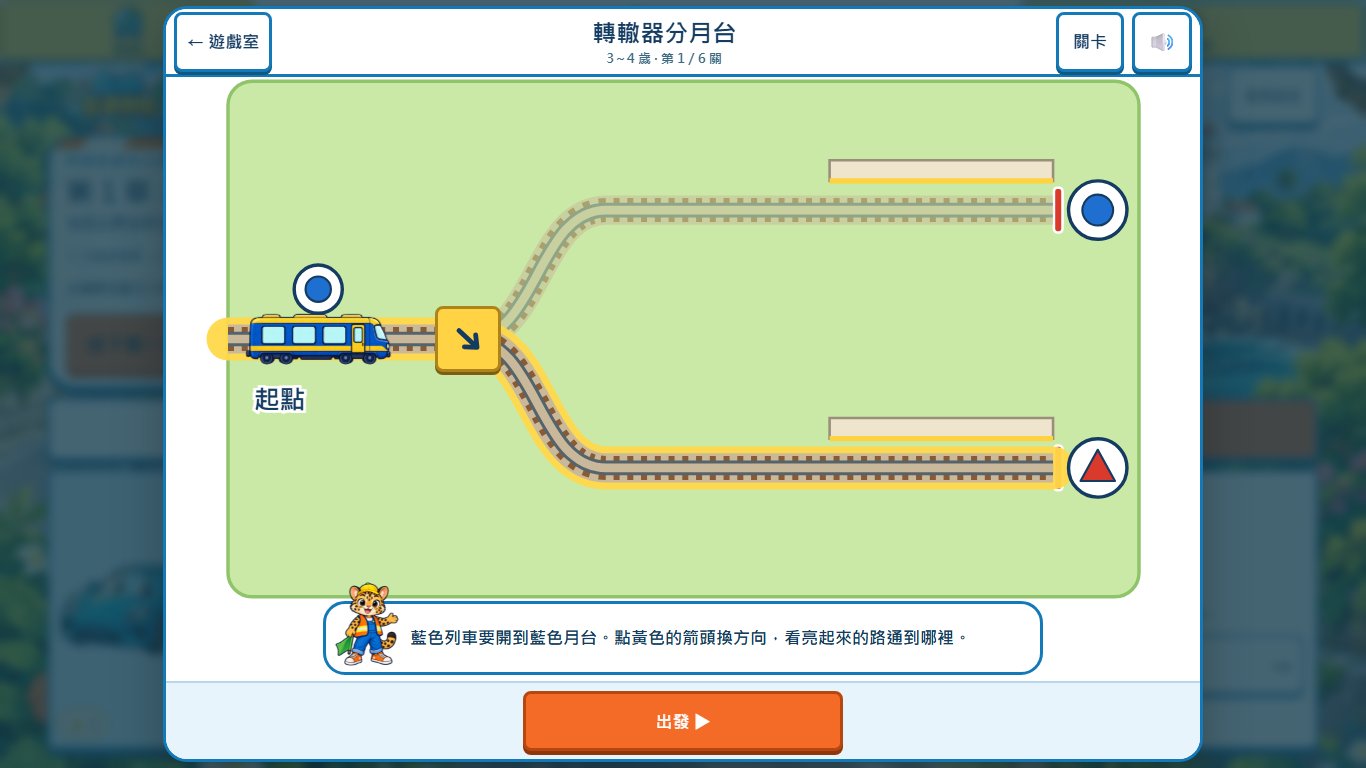 ← 遊戲室
轉轍器分月台
3~4歲·第1/6關
關卡
起點
藍色列車要開到藍色月台。點黃色的箭頭換方向，看亮起來的路通到哪裡。
出發▶